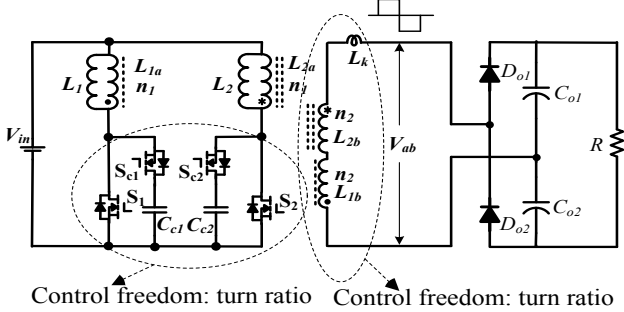 L1
L1a
n1
L2
L2a
n1
Lk
n2
L2b
n2
L1b
Vab
Do1
Co1
Vin
R
Sc1
Sc2
S1
S2
Cc1
Cc2
Do2
Co2
Control freedom: turn ratio
Control freedom: turn ratio